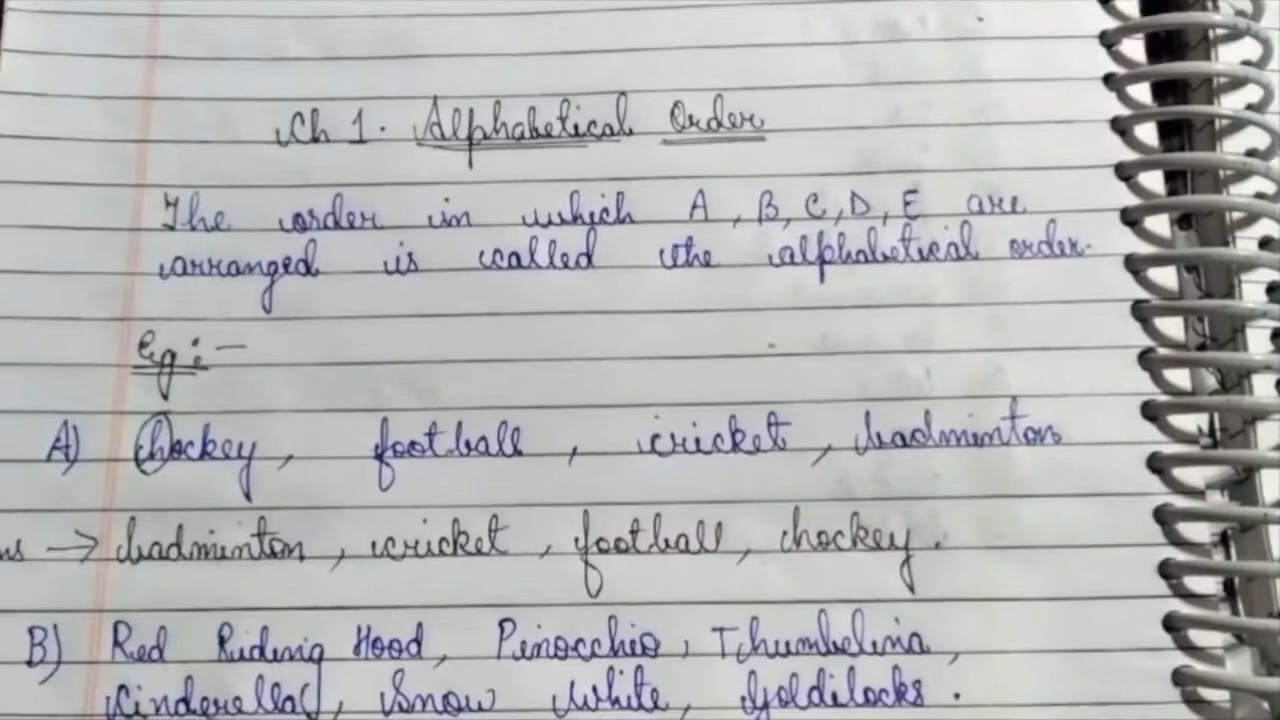 Ch 1. Alphabetical Order
The order in which A, B, C, D, E are
arranged is called the alphabetical order.
eg:-
A) hockey, football, cricket, badminton
ns → badminton, cricket, football, hockey.
B) Red Riding Hood, Pinocchio, Thumbelina,
Cinderella, Snow White, Goldilocks.